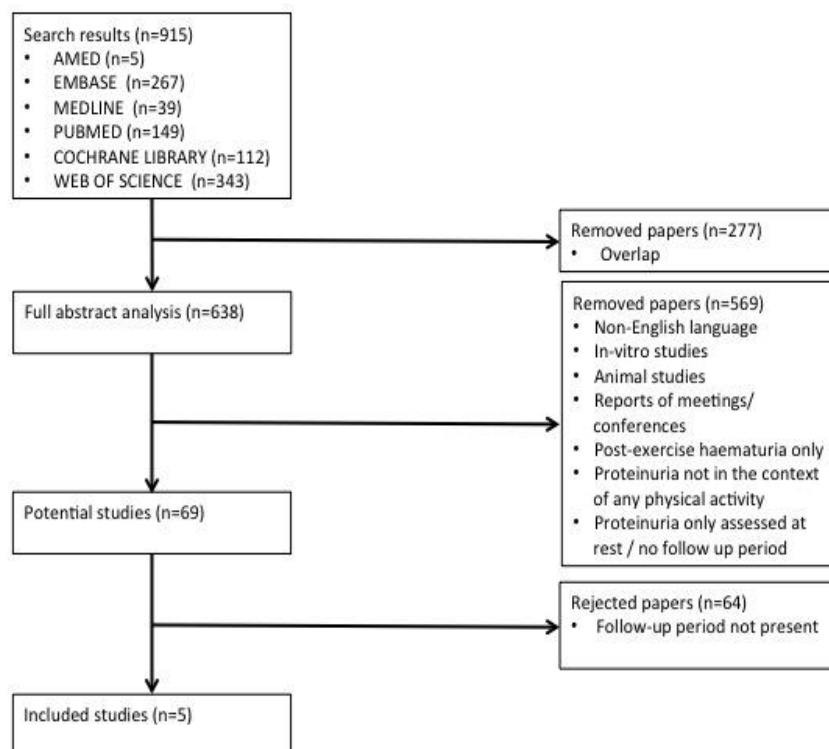 Search results (n=915)
• AMED (n=5)
• EMBASE (n=267)
• MEDLINE (n=39)
• PUBMED (n=149)
• COCHRANE LIBRARY (n=112)
• WEB OF SCIENCE (n=343)
Removed papers (n=277)
• Overlap
Full abstract analysis (n=638)
Removed papers (n=569)
• Non-English language
• In-vitro studies
• Animal studies
• Reports of meetings/
conferences
• Post-exercise haematuria only
• Proteinuria not in the context
of any physical activity
• Proteinuria only assessed at
rest / no follow up period
Potential studies (n=69)
Rejected papers (n=64)
• Follow-up period not present
Included studies (n=5)